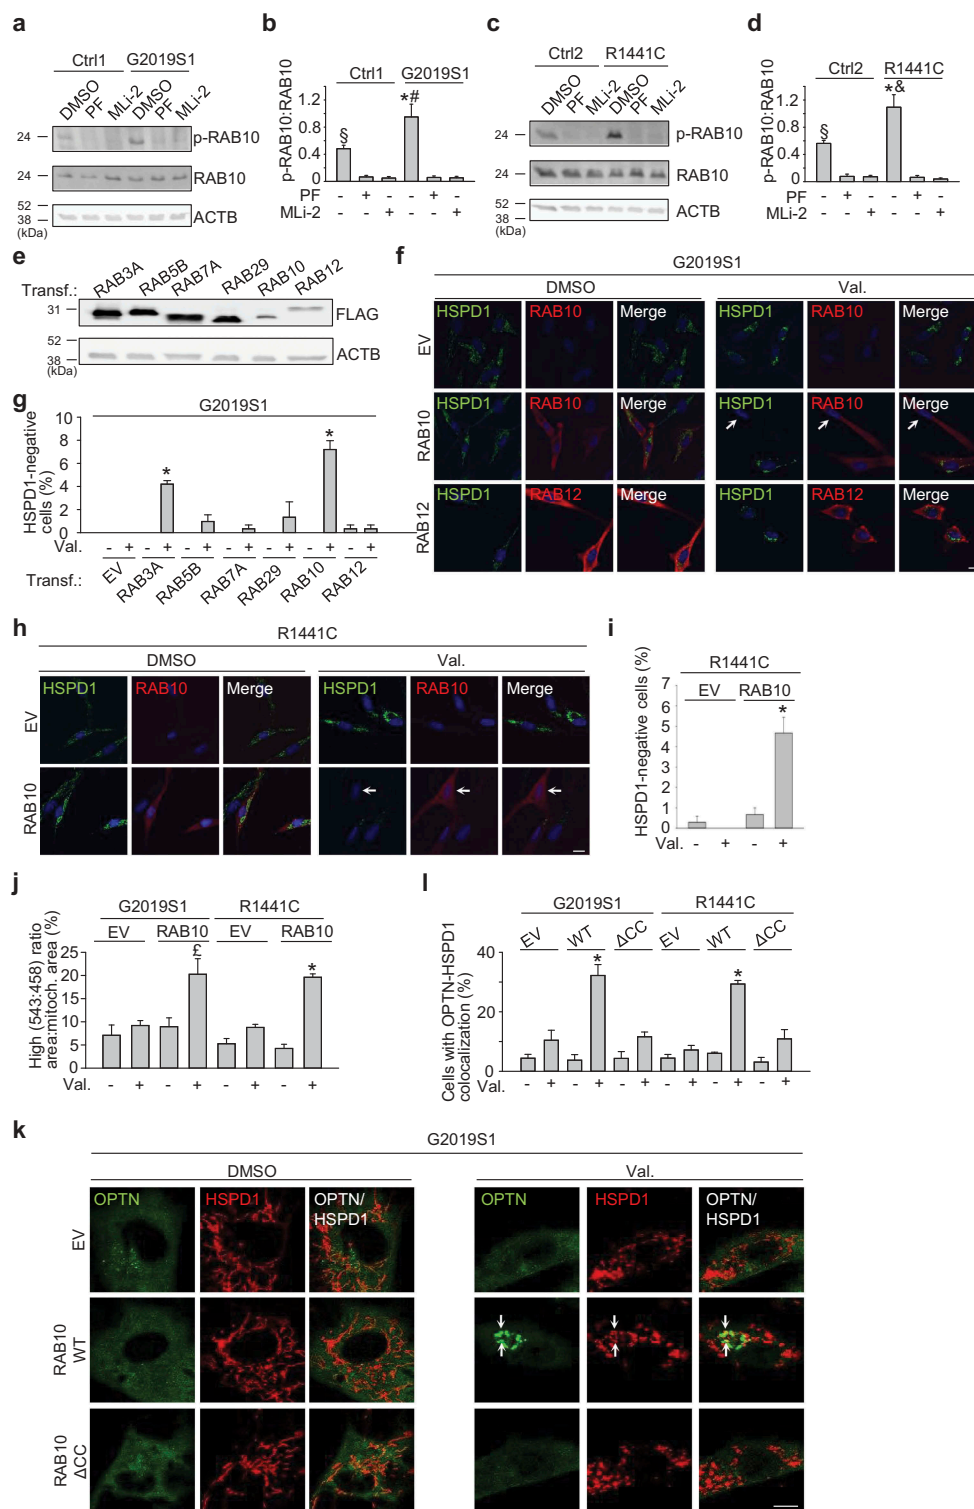 a
Ctrl1 G2019S1
DMSO PF MLi-2 DMSO PF MLi-2
24 p-RAB10
24 RAB10
52
38 ACTB
(kDa)
b
Ctrl1 G2019S1
p-RAB10:RAB10
1.2
0.8
0.4
0
§ *#
PF - + - - + -
MLi-2 - - + - - +
c
Ctrl2 R1441C
DMSO PF MLi-2 DMSO PF MLi-2
24 p-RAB10
24 RAB10
52
38 ACTB
(kDa)
d
Ctrl2 R1441C
p-RAB10:RAB10
1.2
0.8
0.4
0
§ *&
PF - + - - + -
MLi-2 - - + - - +
e
Transf.: RAB3A RAB5B RAB7A RAB29 RAB10 RAB12
31 FLAG
52
38 ACTB
(kDa)
f
G2019S1
DMSO Val.
EV HSPD1 RAB10 Merge HSPD1 RAB10 Merge
RAB10 HSPD1 RAB10 Merge HSPD1 RAB10 Merge
RAB12 HSPD1 RAB12 Merge HSPD1 RAB12 Merge
g
G2019S1
HSPD1-negative
cells (%)
10
8
6
4
2
0
* *
Val. - + - + - + - + - + - + - +
Transf.: EV RAB3A RAB5B RAB7A RAB29 RAB10 RAB12
h
R1441C
DMSO Val.
EV HSPD1 RAB10 Merge HSPD1 RAB10 Merge
RAB10
i
R1441C
EV RAB10
HSPD1-negative cells (%)
7
6
5
4
3
2
1
0
*
Val. - + - +
j
G2019S1 R1441C
EV RAB10 EV RAB10
High (543:458) ratio
area:mitoch. area (%)
25
20
15
10
5
0
£ *
Val. - + - + - + - +
l
G2019S1 R1441C
EV WT ΔCC EV WT ΔCC
Cells with OPTN-HSPD1
colocalization (%)
40
20
0
* *
Val. - + - + - + - + - + - +
k
G2019S1
DMSO Val.
EV OPTN HSPD1 OPTN/
HSPD1 OPTN HSPD1 OPTN/
HSPD1
RAB10
WT
RAB10
ΔCC